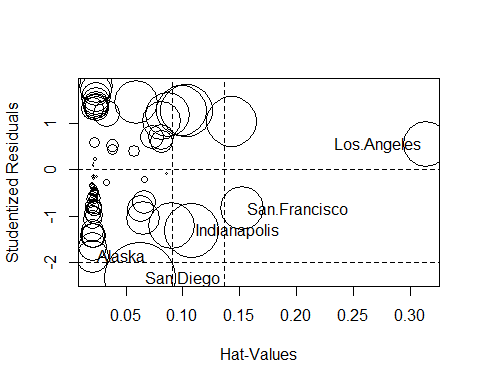 Studentized Residuals
1
0
-1
-2
Los.Angeles
San.Francisco
Indianapolis
Alaska
San.Diego
0.05 0.10 0.15 0.20 0.25 0.30
Hat-Values